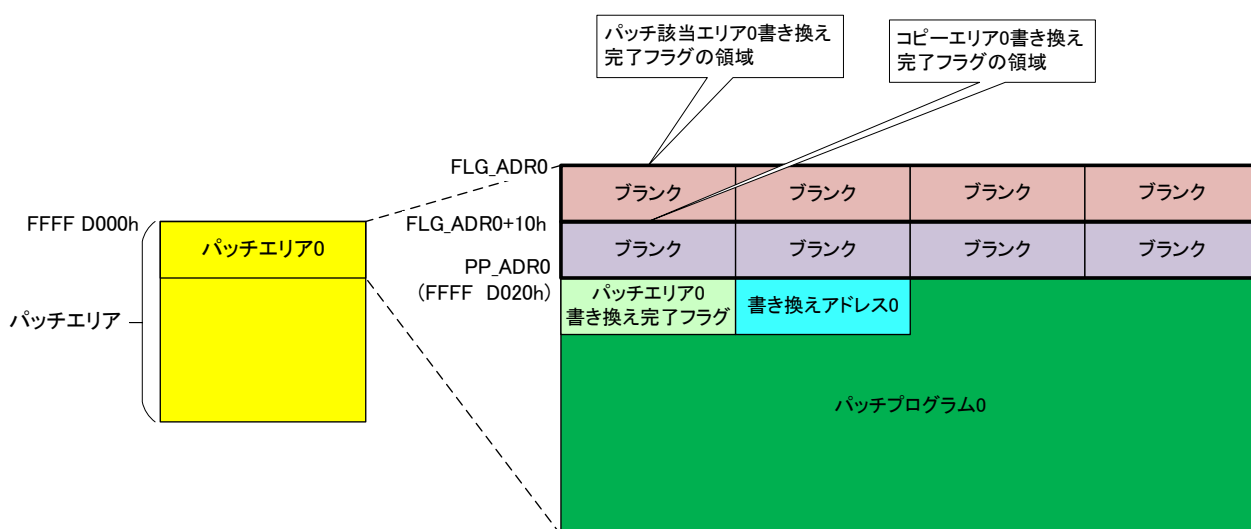 パッチ該当エリア0書き換え
完了フラグの領域
コピーエリア0書き換え
完了フラグの領域
FLG_ADR0
ブランク
ブランク
ブランク
ブランク
FFFF D000h
パッチエリア0
FLG_ADR0+10h
ブランク
ブランク
ブランク
ブランク
PP_ADR0
(FFFF D020h)
パッチエリア0
書き換え完了フラグ
書き換えアドレス0
パッチエリア
パッチプログラム0